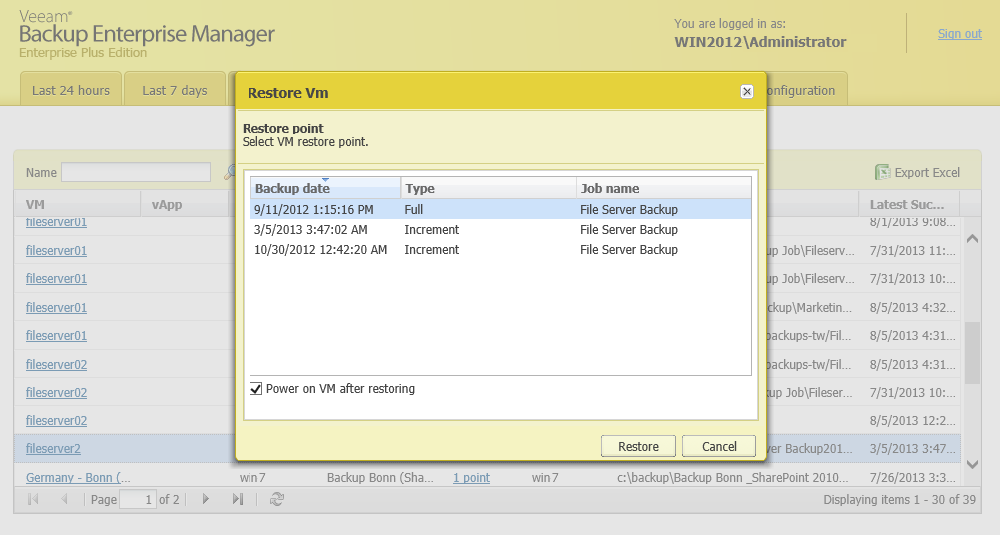 Veeam®
Backup Enterprise Manager
Enterprise Plus Edition
You are logged in as:
WIN2012\Administrator
Sign out
Last 24 hours
Last 7 days
onfiguration
Restore Vm
Restore point
Select VM restore point.
Name
Export Excel
VM vApp Latest Suc...
Backup date Type Job name
9/11/2012 1:15:16 PM Full File Server Backup
3/5/2013 3:47:02 AM Increment File Server Backup
10/30/2012 12:42:20 AM Increment File Server Backup
Power on VM after restoring
Restore
Cancel
fileserver01 8/1/2013 9:08...
fileserver01 up Job\Fileserv... 7/31/2013 11:...
fileserver01 up Job\Fileserv... 7/31/2013 11:...
fileserver01 ckup\Marketin... 8/5/2013 4:32...
fileserver01 backups-tw/Fil... 8/5/2013 4:31...
fileserver02 backups-tw/Fil... 8/5/2013 4:31...
fileserver02 up Job\Fileser... 7/31/2013 10:...
fileserver02 8/5/2013 12:2...
fileserver2 ver Backup201... 3/5/2013 3:47...
Germany - Bonn (... win7 Backup Bonn (Sha... 1 point win7 c:\backup\Backup Bonn _SharePoint 2010... 7/26/2013 3:3...
Page 1 of 2
Displaying items 1 - 30 of 39